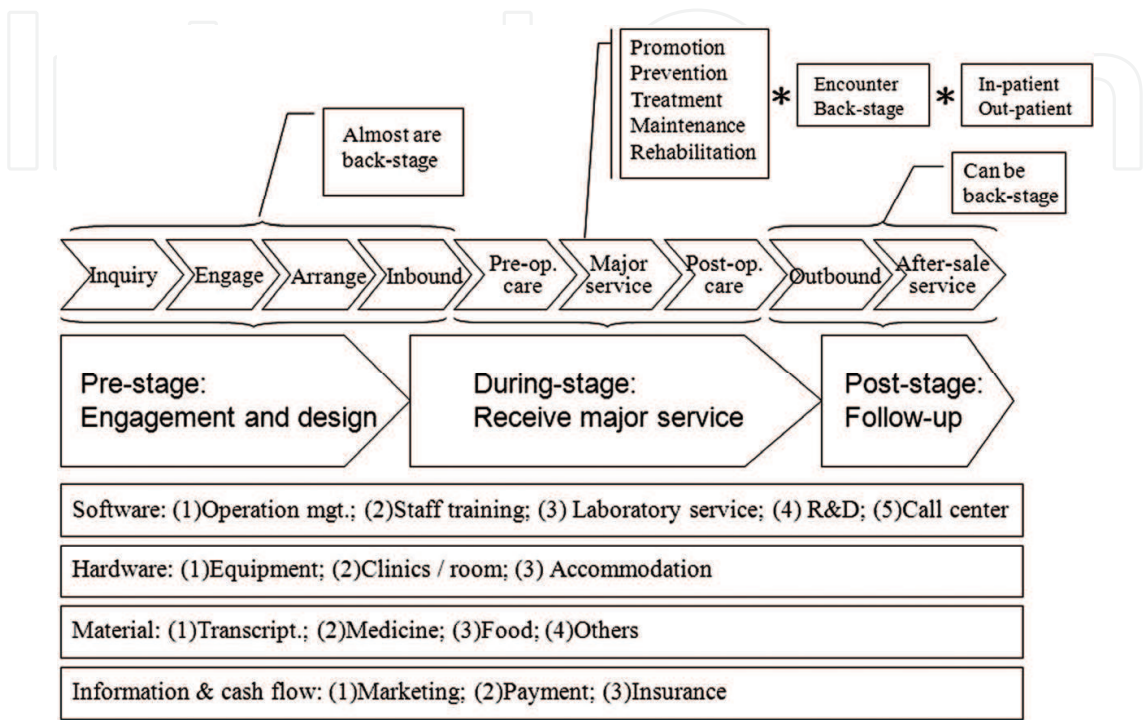 Promotion
Prevention
Treatment
Maintenance
Rehabilitation
*
Encounter
Back-stage
*
In-patient
Out-patient
Almost are
back-stage
Can be
back-stage
Inquiry
Engage
Arrange
Inbound
Pre-op.
care
Major
service
Post-op.
care
Outbound
After-sale
service
Pre-stage:
Engagement and design
During-stage:
Receive major service
Post-stage:
Follow-up
Software: (1)Operation mgt.; (2)Staff training; (3) Laboratory service; (4) R&D; (5)Call center
Hardware: (1)Equipment; (2)Clinics / room; (3) Accommodation
Material: (1)Transcript.; (2)Medicine; (3)Food; (4)Others
Information & cash flow: (1)Marketing; (2)Payment; (3)Insurance